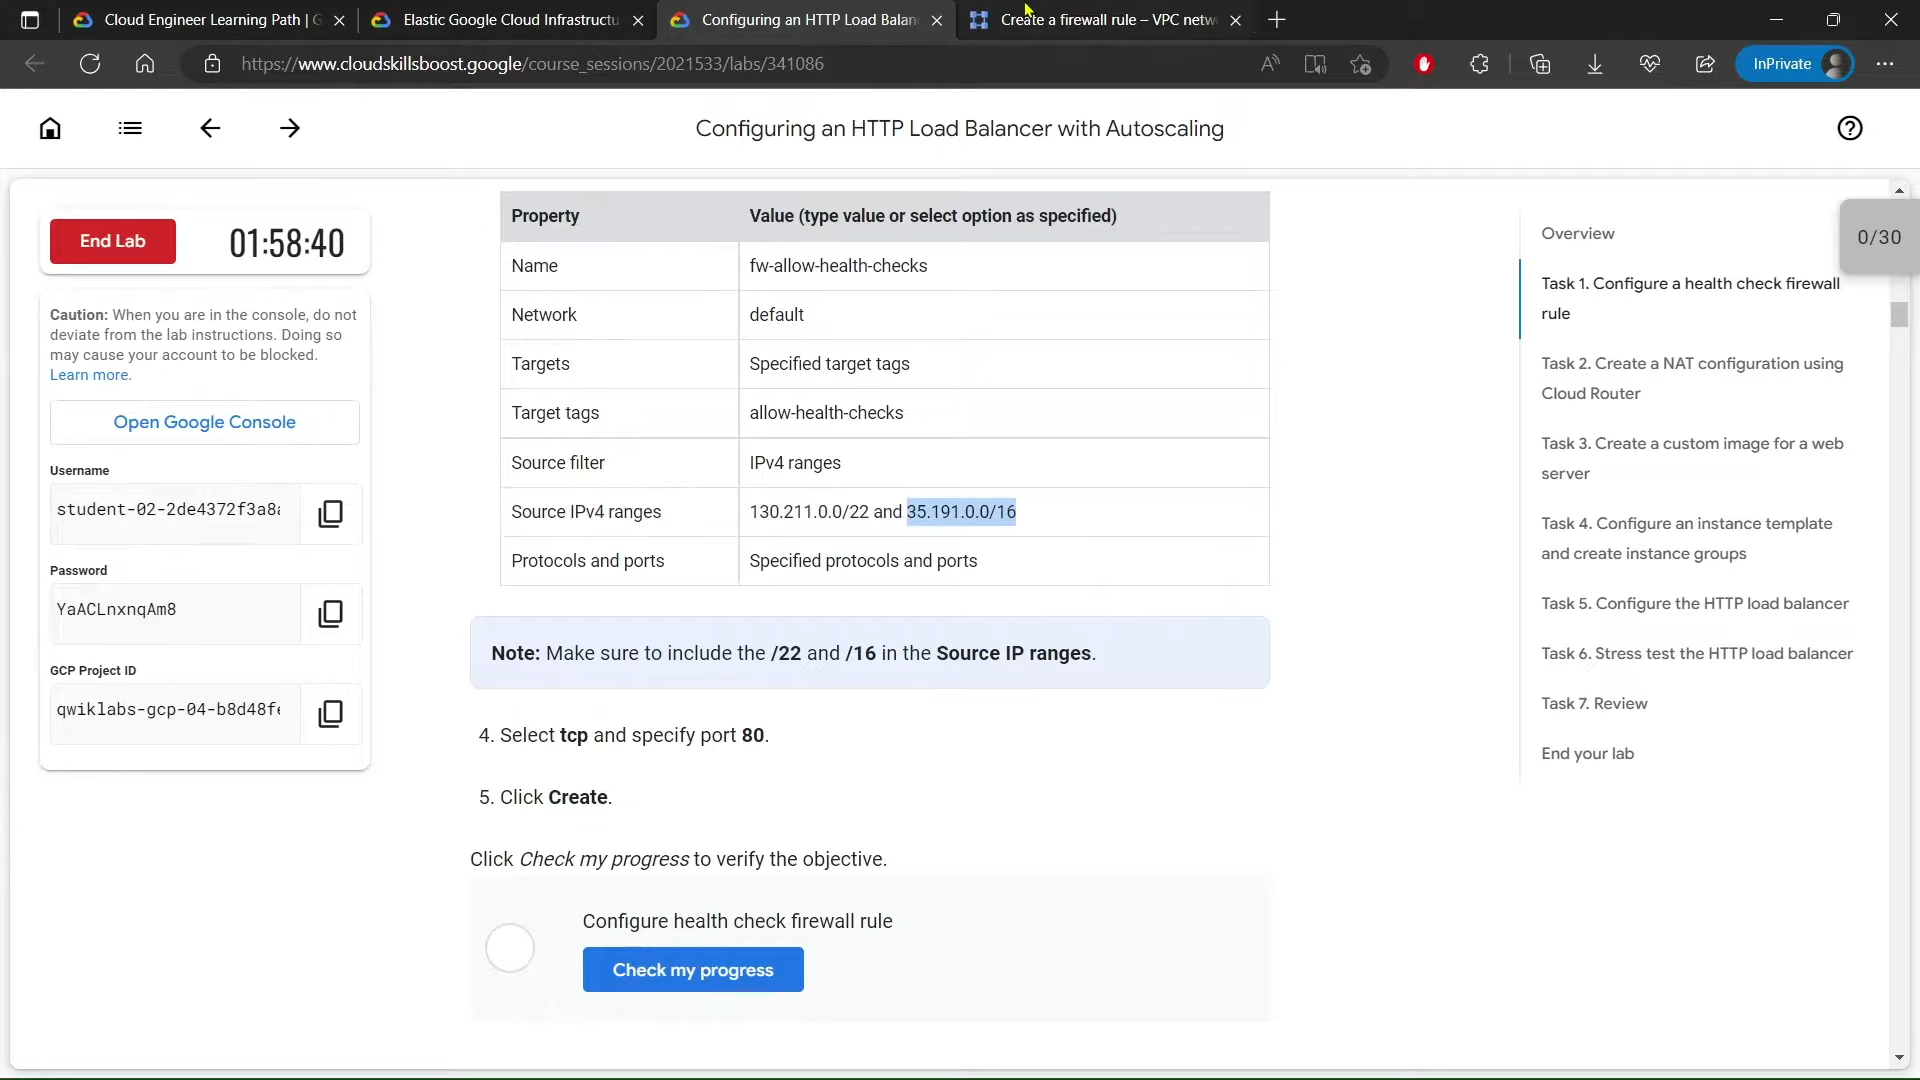 Cloud Engineer Learning Path | G
Elastic Google Cloud Infrastructu
Configuring an HTTP Load Balan
Create a firewall rule – VPC netw
https://www.cloudskillsboost.google/course_sessions/2021533/labs/341086
InPrivate
Configuring an HTTP Load Balancer with Autoscaling
End Lab
01:58:40
Caution: When you are in the console, do not
deviate from the lab instructions. Doing so
may cause your account to be blocked.
Learn more.
Open Google Console
Username
student-02-2de4372f3a8
Password
YaACLnxnqAm8
GCP Project ID
qwiklabs-gcp-04-b8d48f
Property Value (type value or select option as specified)
Name fw-allow-health-checks
Network default
Targets Specified target tags
Target tags allow-health-checks
Source filter IPv4 ranges
Source IPv4 ranges 130.211.0.0/22 and 35.191.0.0/16
Protocols and ports Specified protocols and ports
Note: Make sure to include the /22 and /16 in the Source IP ranges.
4. Select tcp and specify port 80.
5. Click Create.
Click Check my progress to verify the objective.
Configure health check firewall rule
Check my progress
Overview
0/30
Task 1. Configure a health check firewall
rule
Task 2. Create a NAT configuration using
Cloud Router
Task 3. Create a custom image for a web
server
Task 4. Configure an instance template
and create instance groups
Task 5. Configure the HTTP load balancer
Task 6. Stress test the HTTP load balancer
Task 7. Review
End your lab